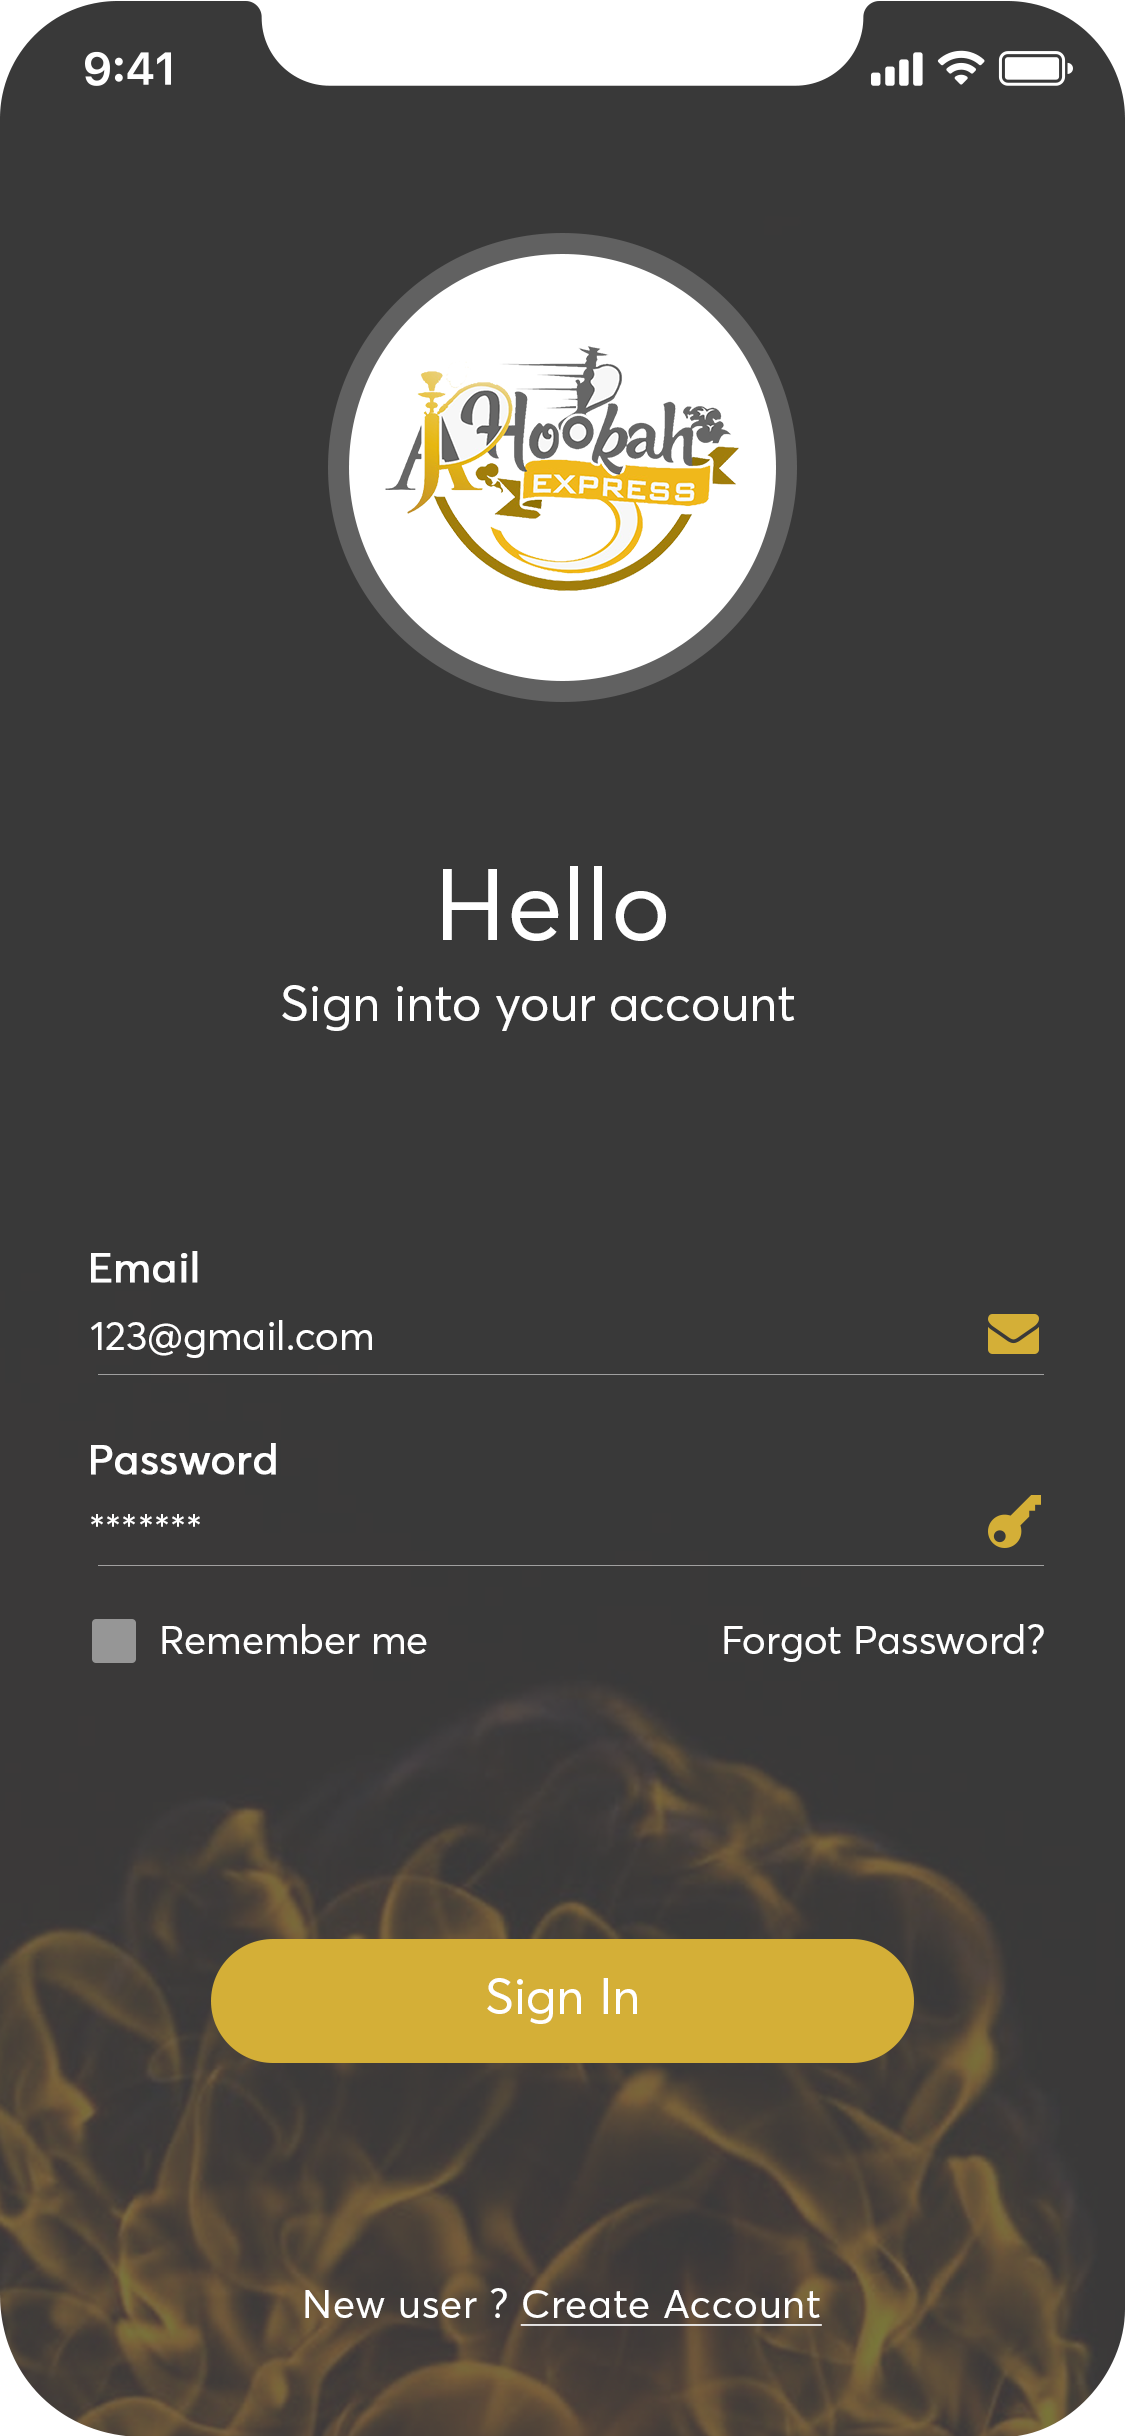 9:41
A Hookah
EXPRESS
Hello
Sign into your account
Email
123@gmail.com
Password
*******
Remember me
Forgot Password?
Sign In
New user ? Create Account